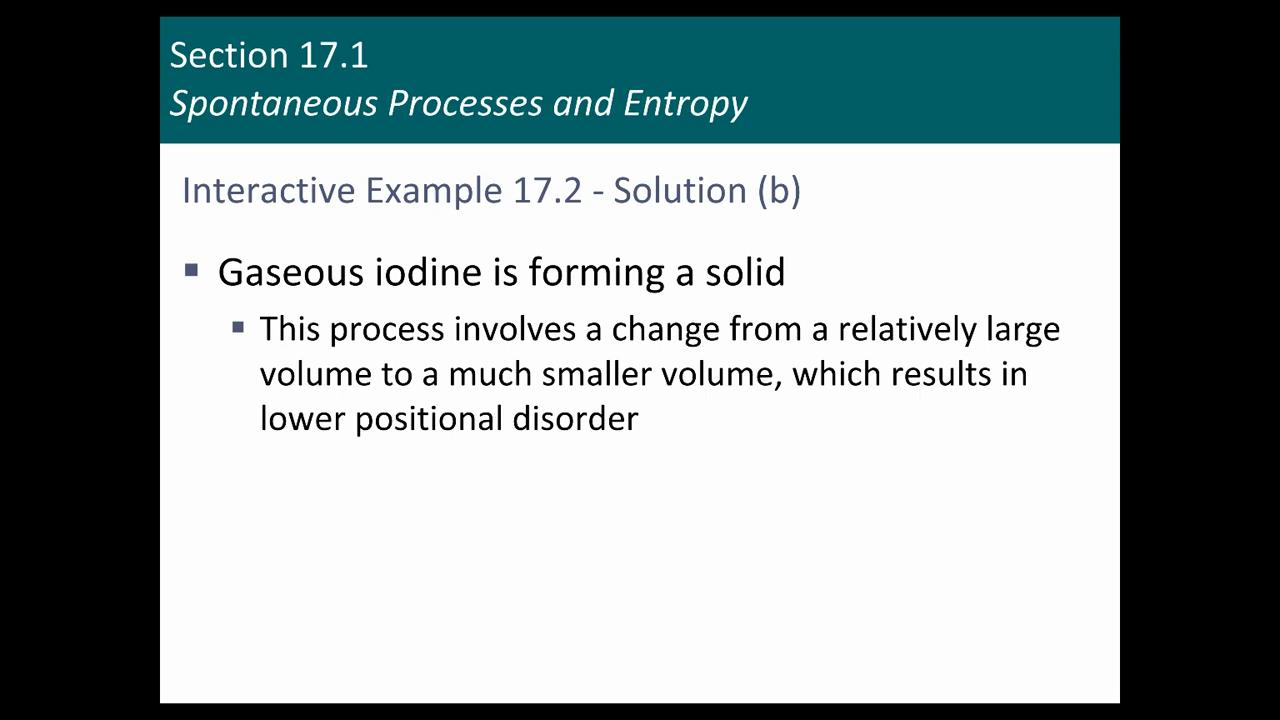 Section 17.1
Spontaneous Processes and Entropy
Interactive Example 17.2 - Solution (b)
▪ Gaseous iodine is forming a solid
▪ This process involves a change from a relatively large
volume to a much smaller volume, which results in
lower positional disorder